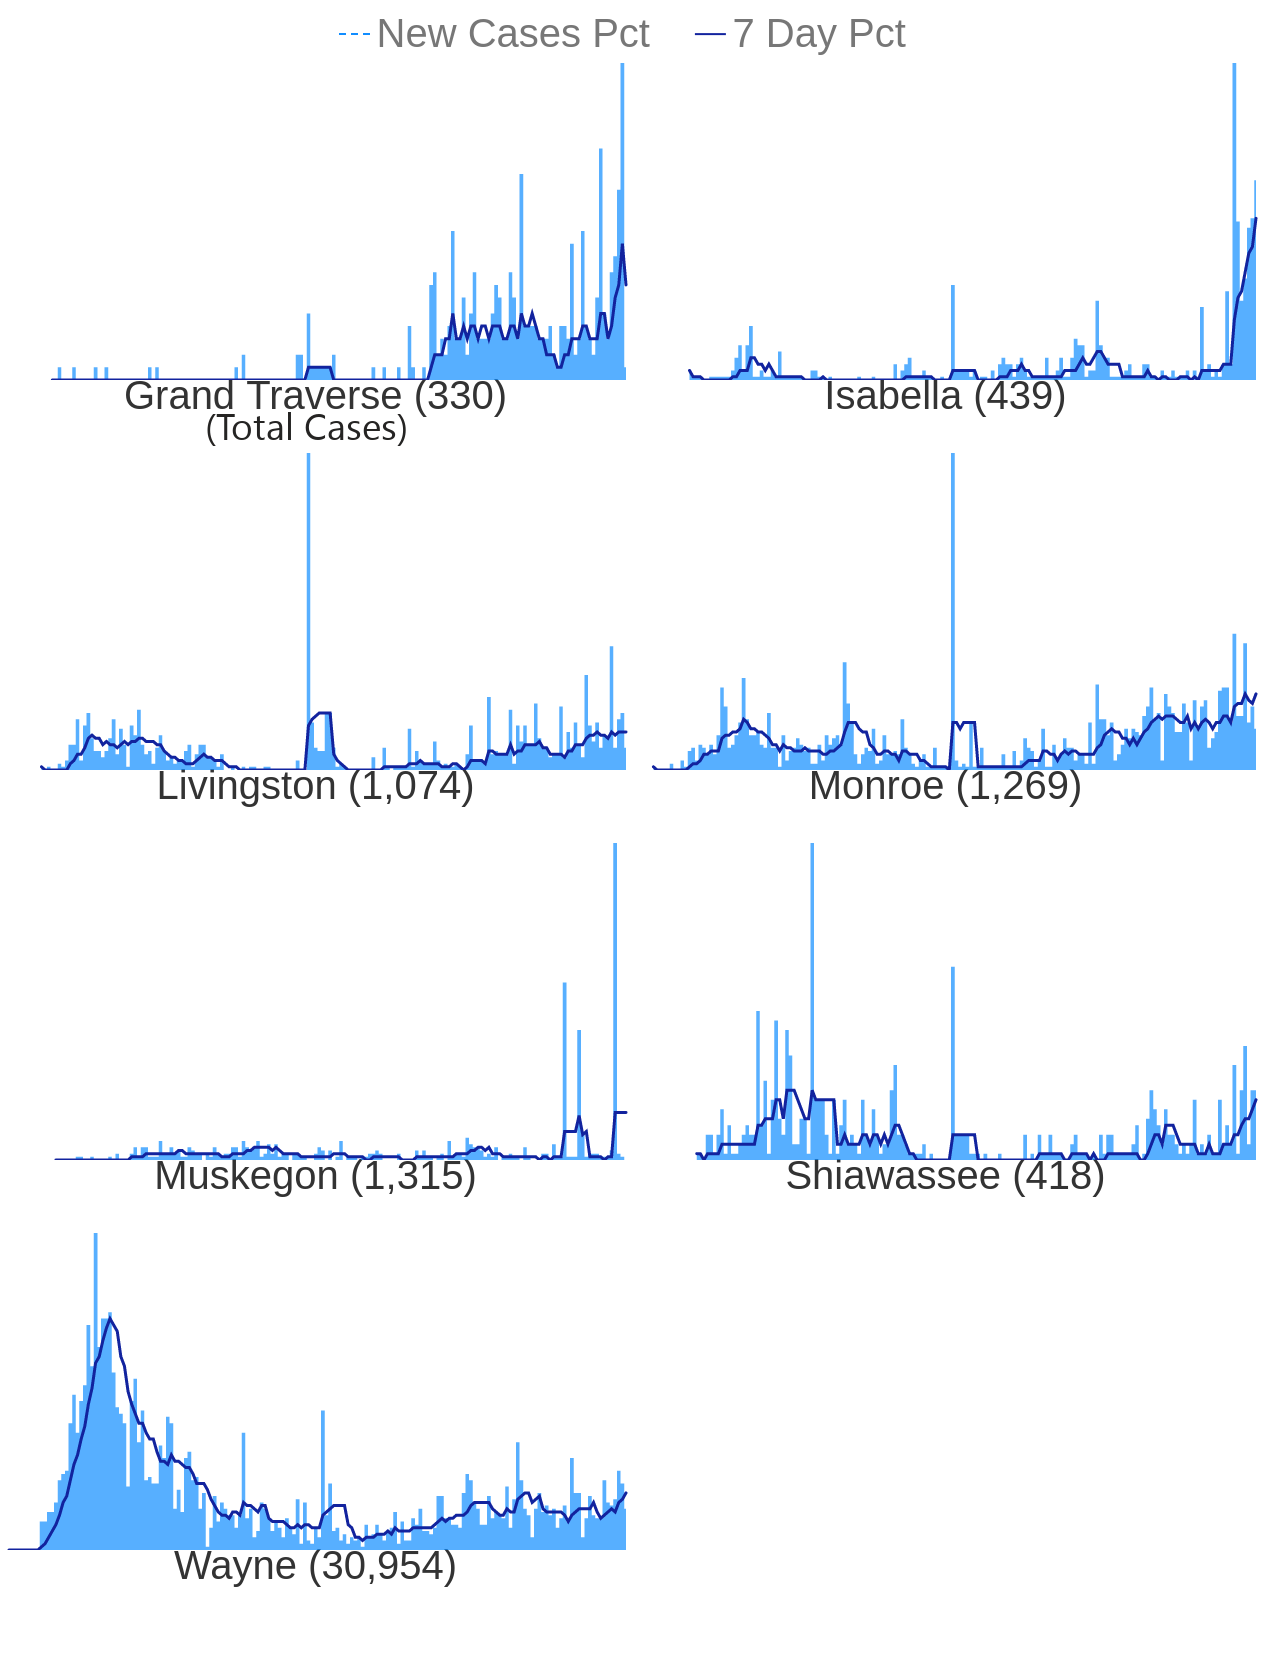 New Cases Pct 7 Day Pct
Grand Traverse (330)
(Total Cases)
Isabella (439)
Livingston (1,074)
Monroe (1,269)
Muskegon (1,315)
Shiawassee (418)
Wayne (30,954)